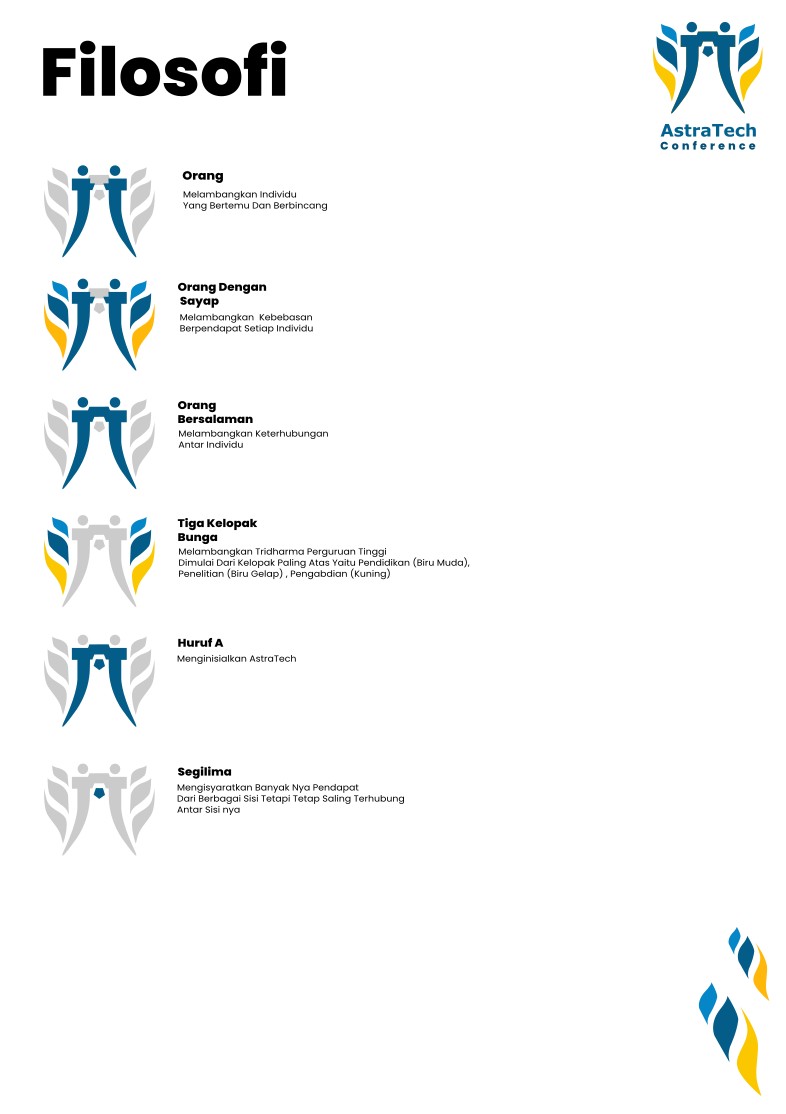 Filosofi
AstraTech
Conference
Orang
Melambangkan Individu
Yang Bertemu Dan Berbincang
Orang Dengan
Sayap
Melambangkan Kebebasan
Berpendapat Setiap Individu
Orang
Bersalaman
Melambangkan Keterhubungan
Antar Individu
Tiga Kelopak
Bunga
Melambangkan Tridharma Perguruan Tinggi
Dimulai Dari Kelopak Paling Atas Yaitu Pendidikan (Biru Muda),
Penelitian (Biru Gelap) , Pengabdian (Kuning)
Huruf A
Menginisialkan AstraTech
Segilima
Mengisyaratkan Banyak Nya Pendapat
Dari Berbagai Sisi Tetapi Tetap Saling Terhubung
Antar Sisi nya